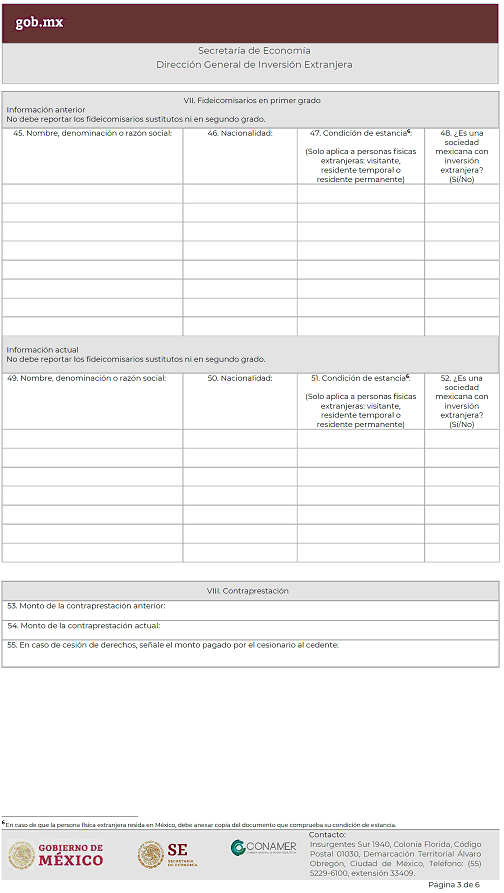 gob.mx
Secretaría de Economía
Dirección General de Inversión Extranjera
VII. Fideicomisarios en primer grado
Información anterior
No debe reportar los fideicomisarios sustitutos ni en segundo grado.
45. Nombre, denominación o razón social:
46. Nacionalidad:
47. Condición de estancia6:
(Solo aplica a personas físicas
extranjeras: visitante,
residente temporal o
residente permanente)
48. ¿Es una
sociedad
mexicana con
inversión
extranjera?
(Sí/No)
Información actual
No debe reportar los fideicomisarios sustitutos ni en segundo grado.
49. Nombre, denominación o razón social:
50. Nacionalidad:
51. Condición de estancia6:
(Solo aplica a personas físicas
extranjeras: visitante,
residente temporal o
residente permanente)
52. ¿Es una
sociedad
mexicana con
inversión
extranjera?
(Sí/No)
VIII. Contraprestación
53. Monto de la contraprestación anterior:
54. Monto de la contraprestación actual:
55. En caso de cesión de derechos, señale el monto pagado por el cesionario al cedente:
6 En caso de que la persona física extranjera resida en México, debe anexar copia del documento que compruebe su condición de estancia.
GOBIERNO DE
MÉXICO
SE
SECRETARÍA
DE ECONOMÍA
CONAMER
Contacto:
Insurgentes Sur 1940, Colonia Florida, Código
Postal 01030, Demarcación Territorial Álvaro
Obregón, Ciudad de México, Teléfono: (55)
5229-6100, extensión 33409.
Página 3 de 6